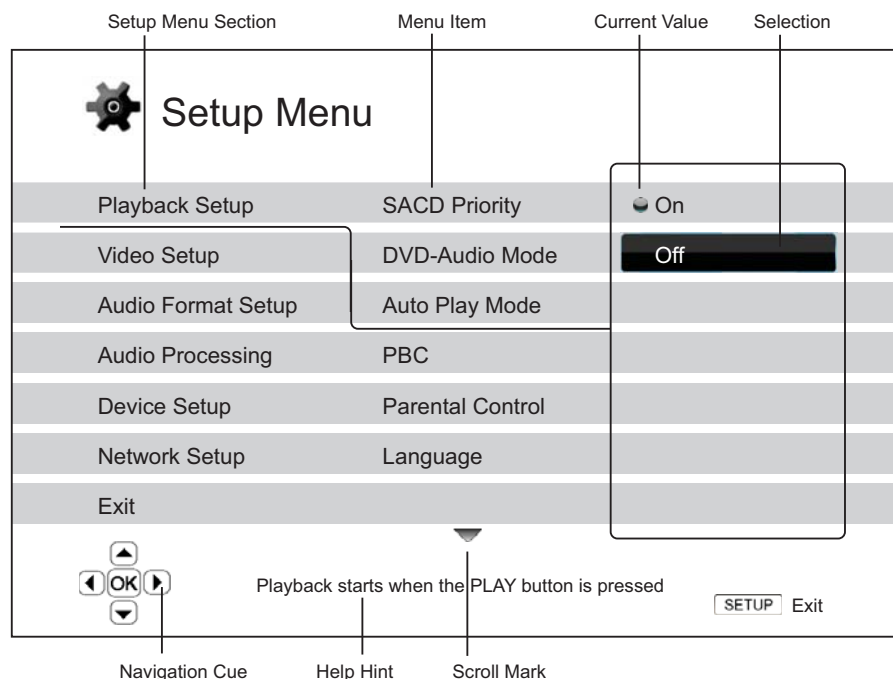 Setup Menu Section Menu Item Current Value Selection
Setup Menu
Playback Setup SACD Priority On
Video Setup DVD-Audio Mode Off
Audio Format Setup Auto Play Mode
Audio Processing PBC
Device Setup Parental Control
Network Setup Language
Exit
OK Playback starts when the PLAY button is pressed
SETUP Exit
Navigation Cue Help Hint Scroll Mark